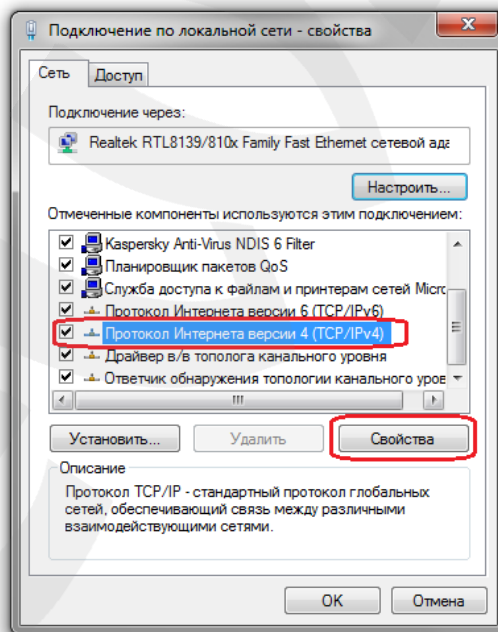 Подключение по локальной сети - свойства
Сеть
Доступ
Подключение через:
Realtek RTL8139/810x Family Fast Ethernet сетевой ада
Настроить...
Отмеченные компоненты используются этим подключением:
Kaspersky Anti-Virus NDIS 6 Filter
Планировщик пакетов QoS
Служба доступа к файлам и принтерам сетей Micro
Протокол Интернета версии 6 (TCP/IPv6)
Протокол Интернета версии 4 (TCP/IPv4)
Драйвер в/в тополога канального уровня
Ответчик обнаружения топологии канального уров
Установить...
Удалить
Свойства
Описание
Протокол TCP/IP - стандартный протокол глобальных
сетей, обеспечивающий связь между различными
взаимодействующими сетями.
OK
Отмена